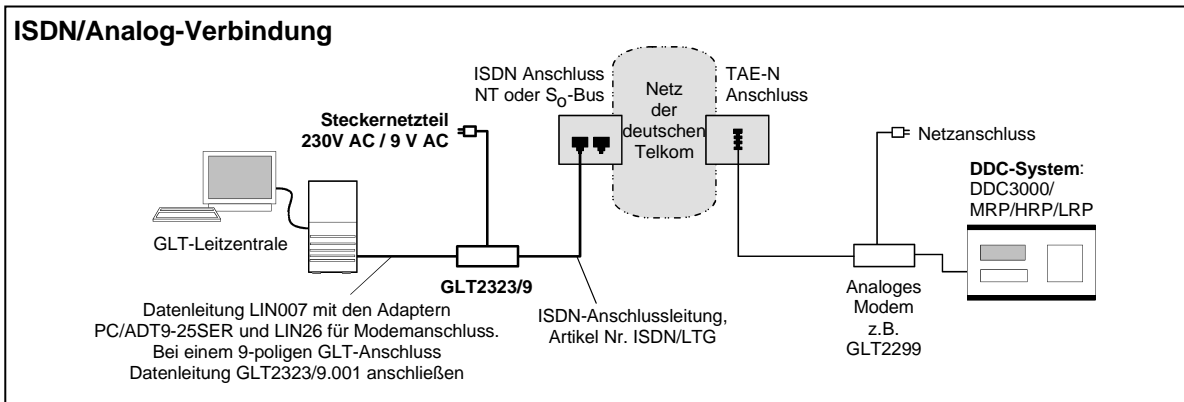 ISDN/Analog-Verbindung
ISDN Anschluss
NT oder So-Bus
Netz
der
deutschen
Telkom
TAE-N
Anschluss
Steckernetzteil
230V AC / 9 V AC
Netzanschluss
DDC-System:
DDC3000/
MRP/HRP/LRP
GLT-Leitzentrale
GLT2323/9
Datenleitung LIN007 mit den Adaptern
PC/ADT9-25SER und LIN26 für Modemanschluss.
Bei einem 9-poligen GLT-Anschluss
Datenleitung GLT2323/9.001 anschließen
ISDN-Anschlussleitung,
Artikel Nr. ISDN/LTG
Analoges
Modem
z.B.
GLT2299